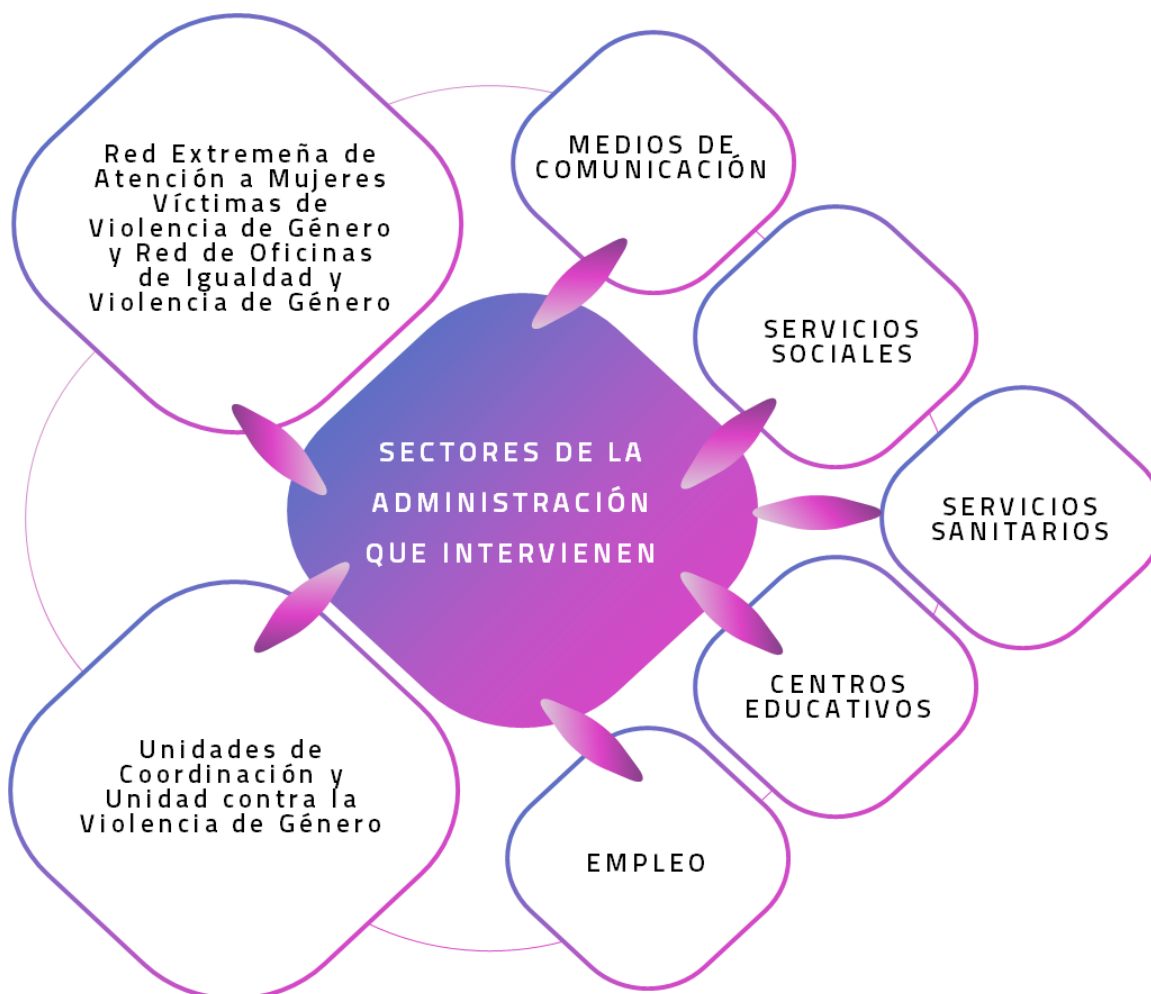 Red Extremeña de
Atención a Mujeres
Víctimas de
Violencia de Género
y Red de Oficinas
de Igualdad y
Violencia de Género
MEDIOS DE
COMUNICACIÓN
SERVICIOS
SOCIALES
SECTORES DE LA
ADMINISTRACIÓN
QUE INTERVIENEN
SERVICIOS
SANITARIOS
CENTROS
EDUCATIVOS
Unidades de
Coordinación y
Unidad contra la
Violencia de Género
EMPLEO